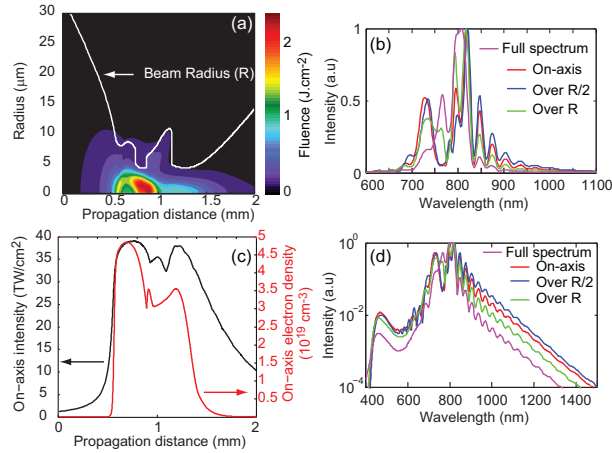 (a)
30
25
20
15
10
5
0
Radius (μm)
Beam Radius (R)
0 0.5 1 1.5 2
Propagation distance (mm)
2
1
0
Fluence (J.cm-2)
(b)
1
0.5
0
Intensity (a.u)
Full spectrum
On-axis
Over R/2
Over R
600 700 800 900 1000 1100
Wavelength (nm)
(c)
40
35
30
25
20
15
10
5
0
On-axis intensity (TW/cm2)
5
4.5
4
3.5
3
2.5
2
1.5
1
0.5
On-axis electron density
(10 19 cm-3)
0 1 2
Propagation distance (mm)
(d)
10 0
10-2
10-4
Intensity (a.u)
Full spectrum
On-axis
Over R/2
Over R
400 600 800 1000 1200 1400
Wavelength (nm)